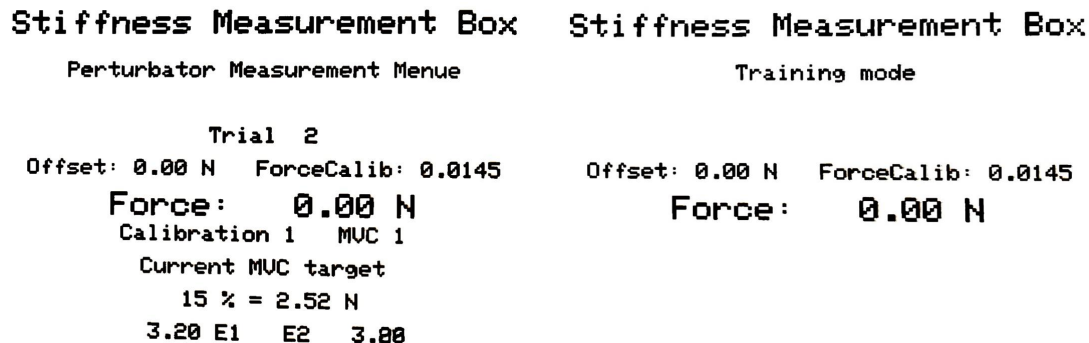 Stiffness Measurement Box
Perturbator Measurement Menue
Trial 2
Offset: 0.00 N ForceCalib: 0.0145
Force: 0.00 N
Calibration 1 MVC 1
Current MVC target
15 % = 2.52 N
3.20 E1 E2 3.00
Stiffness Measurement Box
Training mode
Offset: 0.00 N ForceCalib: 0.0145
Force: 0.00 N